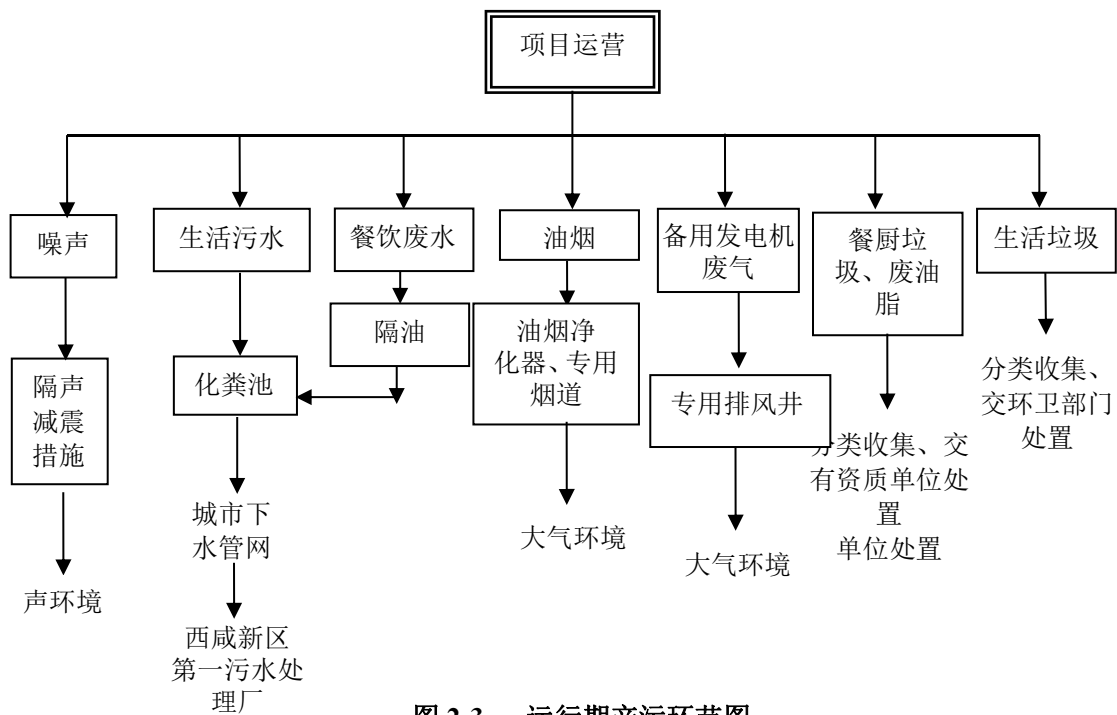 项目运营
噪声
生活污水
餐饮废水
油烟
备用发电机
废气
餐厨垃
圾、废油
脂
生活垃圾
隔声
减震
措施
化粪池
隔油
油烟净
化器、专用
烟道
专用排风井
分类收集、交
有资质单位处
置
单位处置
分类收集、
交环卫部门
处置
声环境
城市下
水管网
西咸新区
第一污水处
理厂
大气环境
大气环境
图 2-3 运行期产污环节图